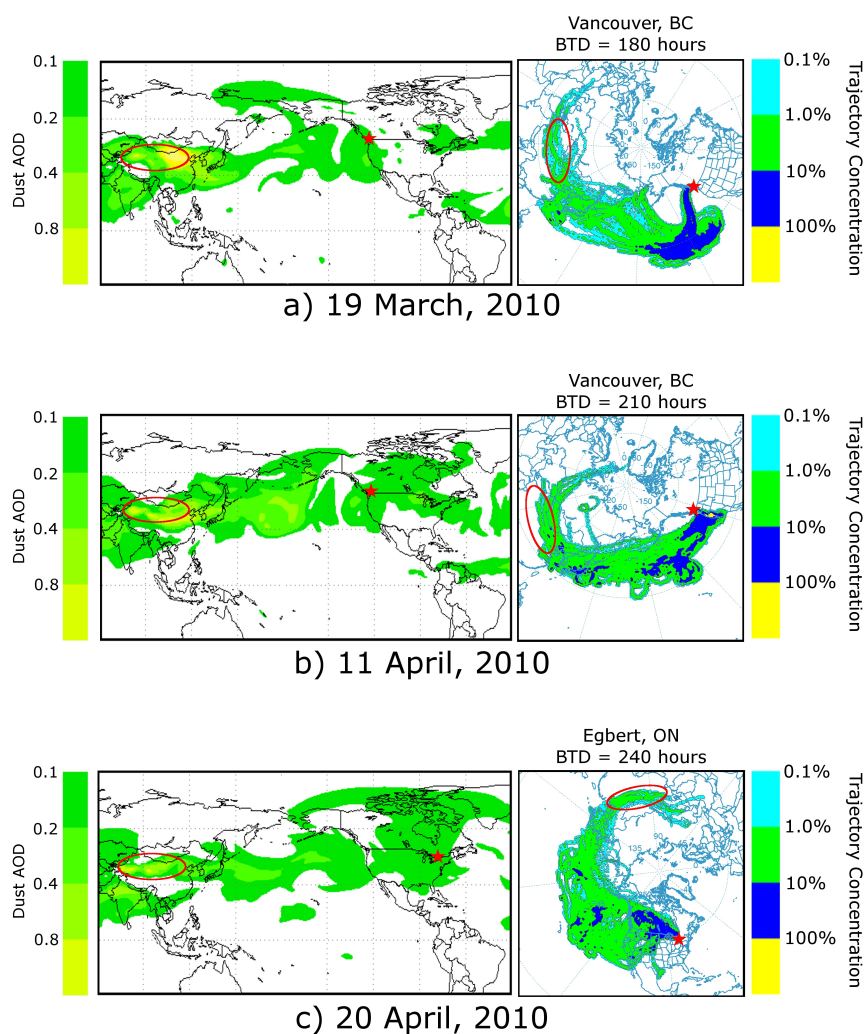 Vancouver, BC
BTD = 180 hours
Dust AOD
0.1
0.2
0.4
0.8
0.1%
1.0%
10%
100%
Trajectory Concentration
a) 19 March, 2010
Vancouver, BC
BTD = 210 hours
Dust AOD
0.1
0.2
0.4
0.8
0.1%
1.0%
10%
100%
Trajectory Concentration
b) 11 April, 2010
Egbert, ON
BTD = 240 hours
Dust AOD
0.1
0.2
0.4
0.8
90
135
0.1%
1.0%
10%
100%
Trajectory Concentration
c) 20 April, 2010